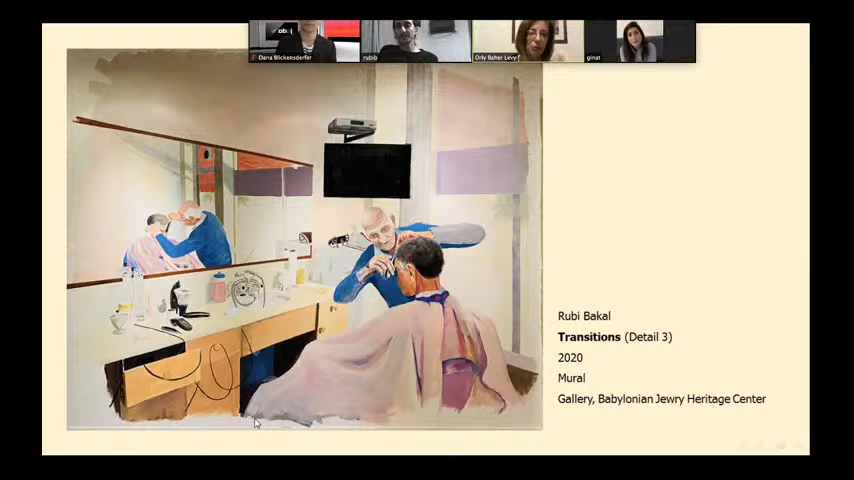 Dana Blickensderfer
rubib
Orly Baher Levy
ginat
Rubi Bakal
Transitions (Detail 3)
2020
Mural
Gallery, Babylonian Jewry Heritage Center